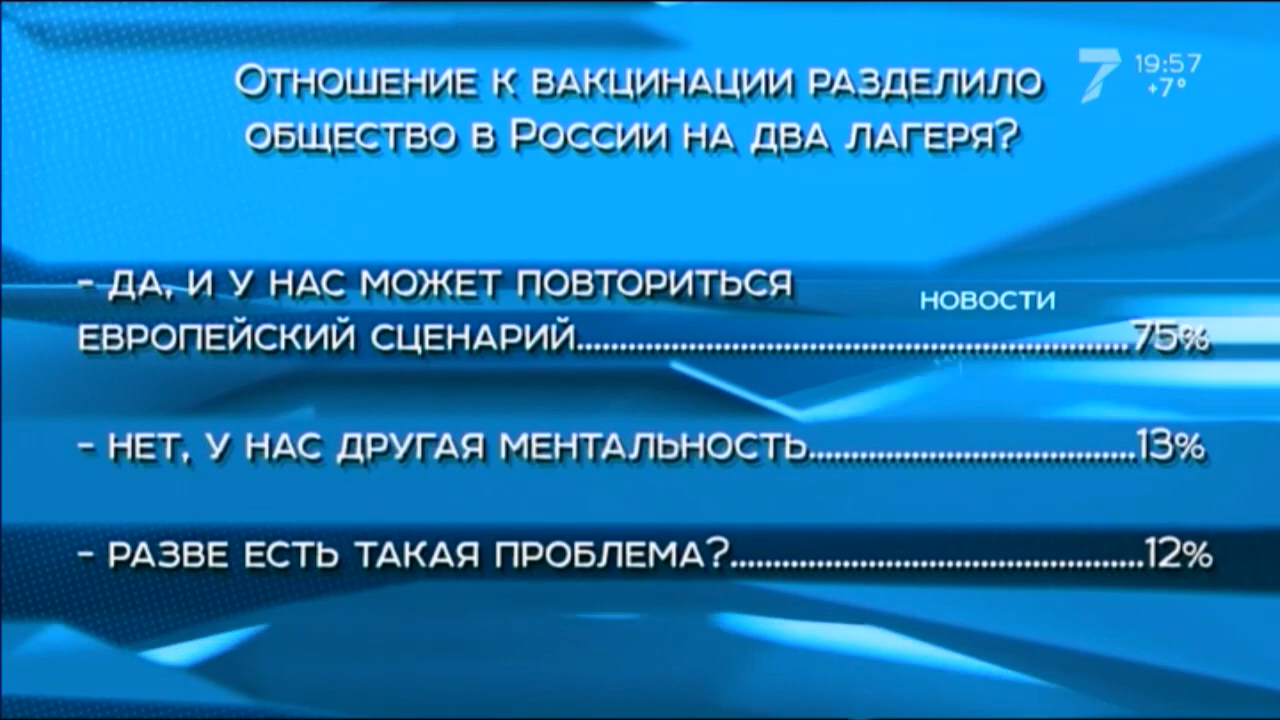 Отношение к вакцинации разделило
общество в России на два лагеря?
7 19:57
+7°
- ДА, И У НАС МОЖЕТ ПОВТОРИТЬСЯ
НОВОСТИ
ЕВРОПЕЙСКИЙ СЦЕНАРИЙ............................................................75%
- НЕТ, У НАС ДРУГАЯ МЕНТАЛЬНОСТЬ....................................13%
- РАЗВЕ ЕСТЬ ТАКАЯ ПРОБЛЕМА?.............................................12%